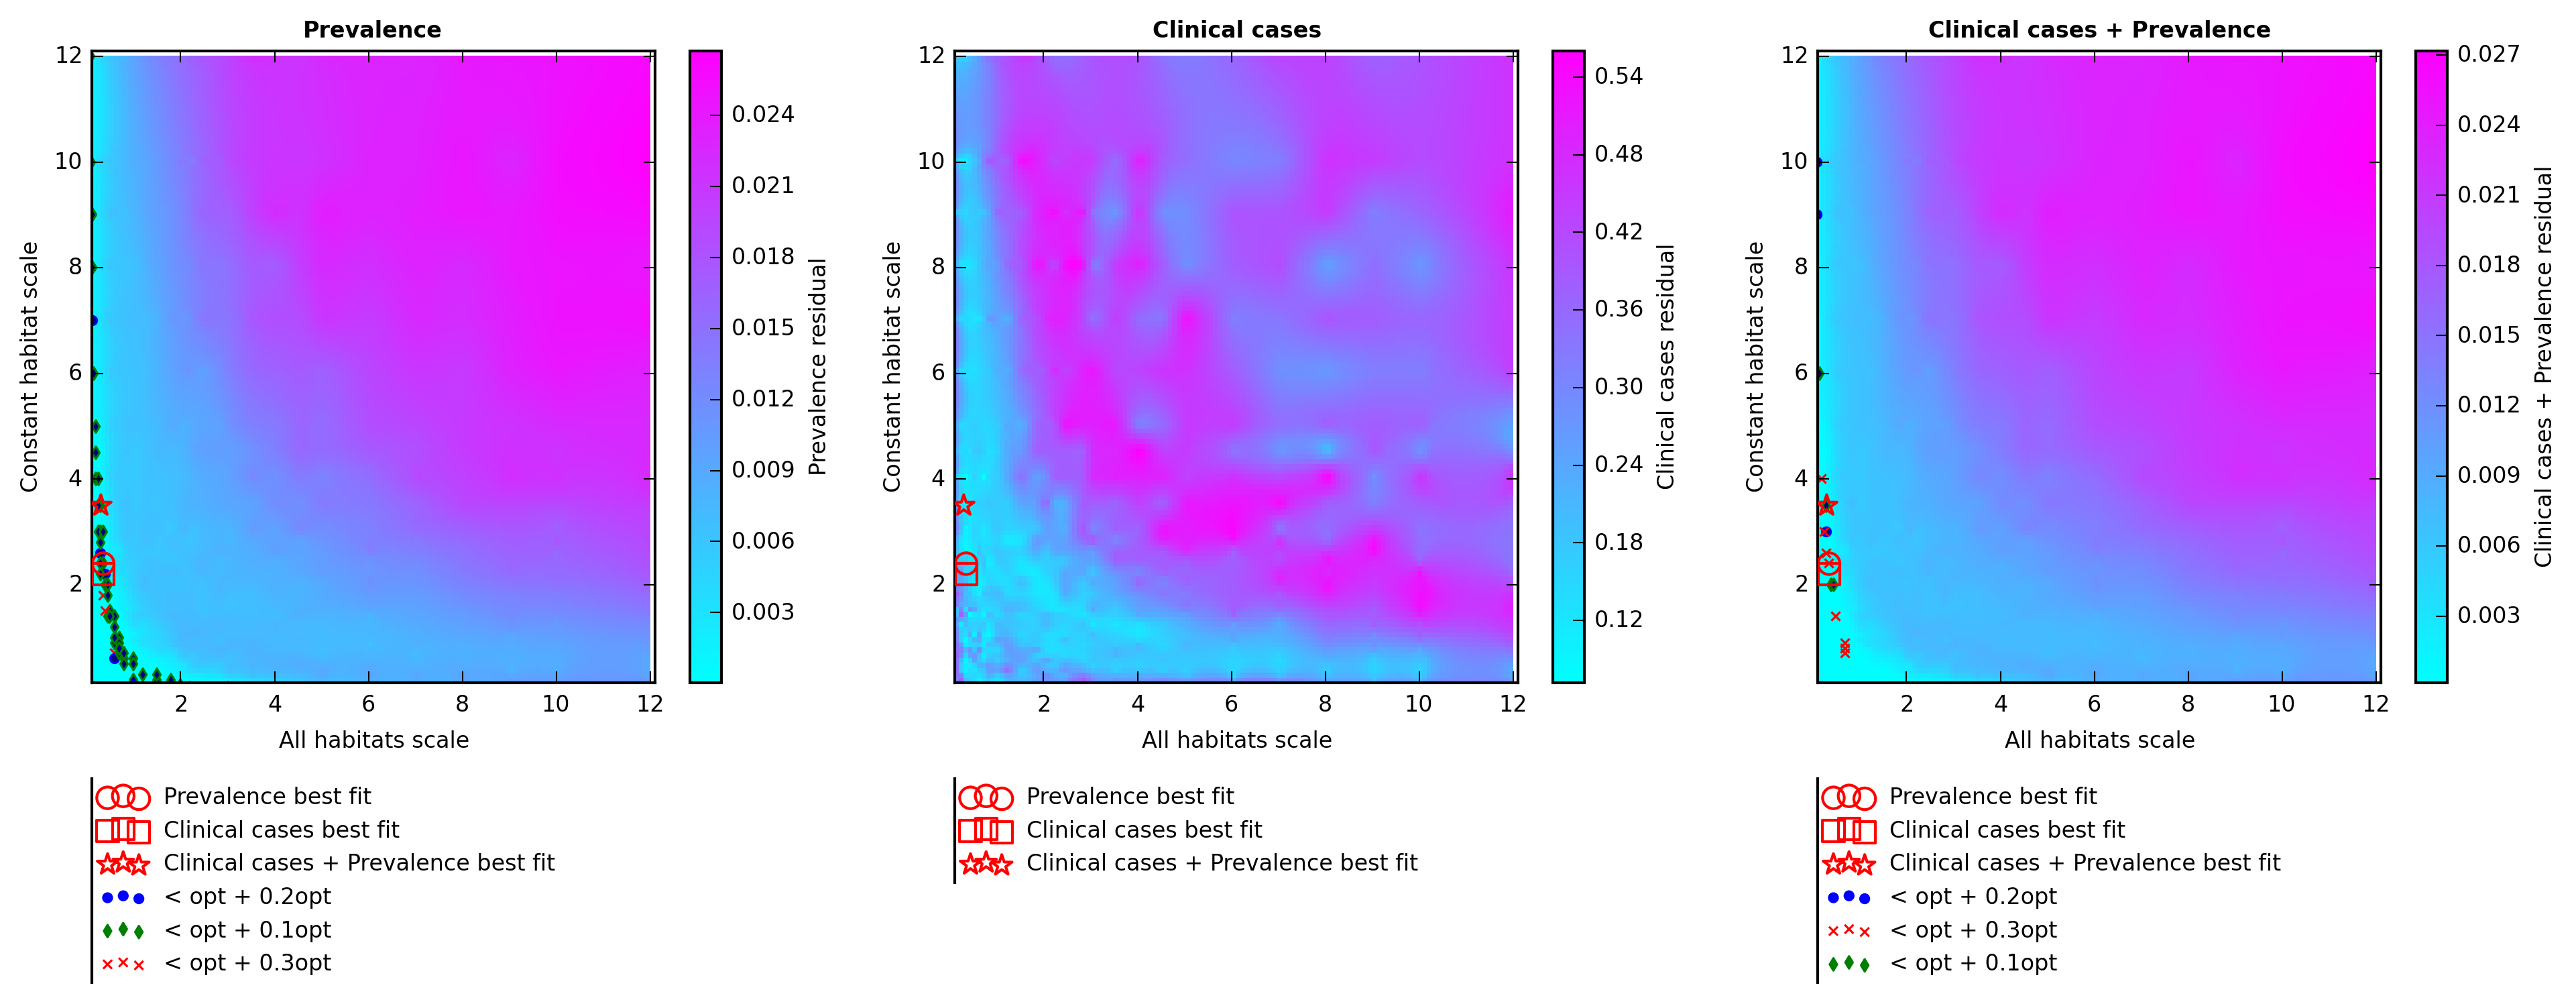 Prevalence
12
10
8
6
4
2
Constant habitat scale
2 4 6 8 10 12
All habitats scale
0.024
0.021
0.018
0.015
0.012
0.009
0.006
0.003
Prevalence residual
Prevalence best fit
Clinical cases best fit
Clinical cases + Prevalence best fit
< opt + 0.2opt
< opt + 0.1opt
< opt + 0.3opt
Clinical cases
12
10
8
6
4
2
Constant habitat scale
2 4 6 8 10 12
All habitats scale
0.54
0.48
0.42
0.36
0.30
0.24
0.18
0.12
Clinical cases residual
Prevalence best fit
Clinical cases best fit
Clinical cases + Prevalence best fit
Clinical cases + Prevalence
12
10
8
6
4
2
Constant habitat scale
2 4 6 8 10 12
All habitats scale
0.027
0.024
0.021
0.018
0.015
0.012
0.009
0.006
0.003
Clinical cases + Prevalence residual
Prevalence best fit
Clinical cases best fit
Clinical cases + Prevalence best fit
< opt + 0.2opt
< opt + 0.3opt
< opt + 0.1opt